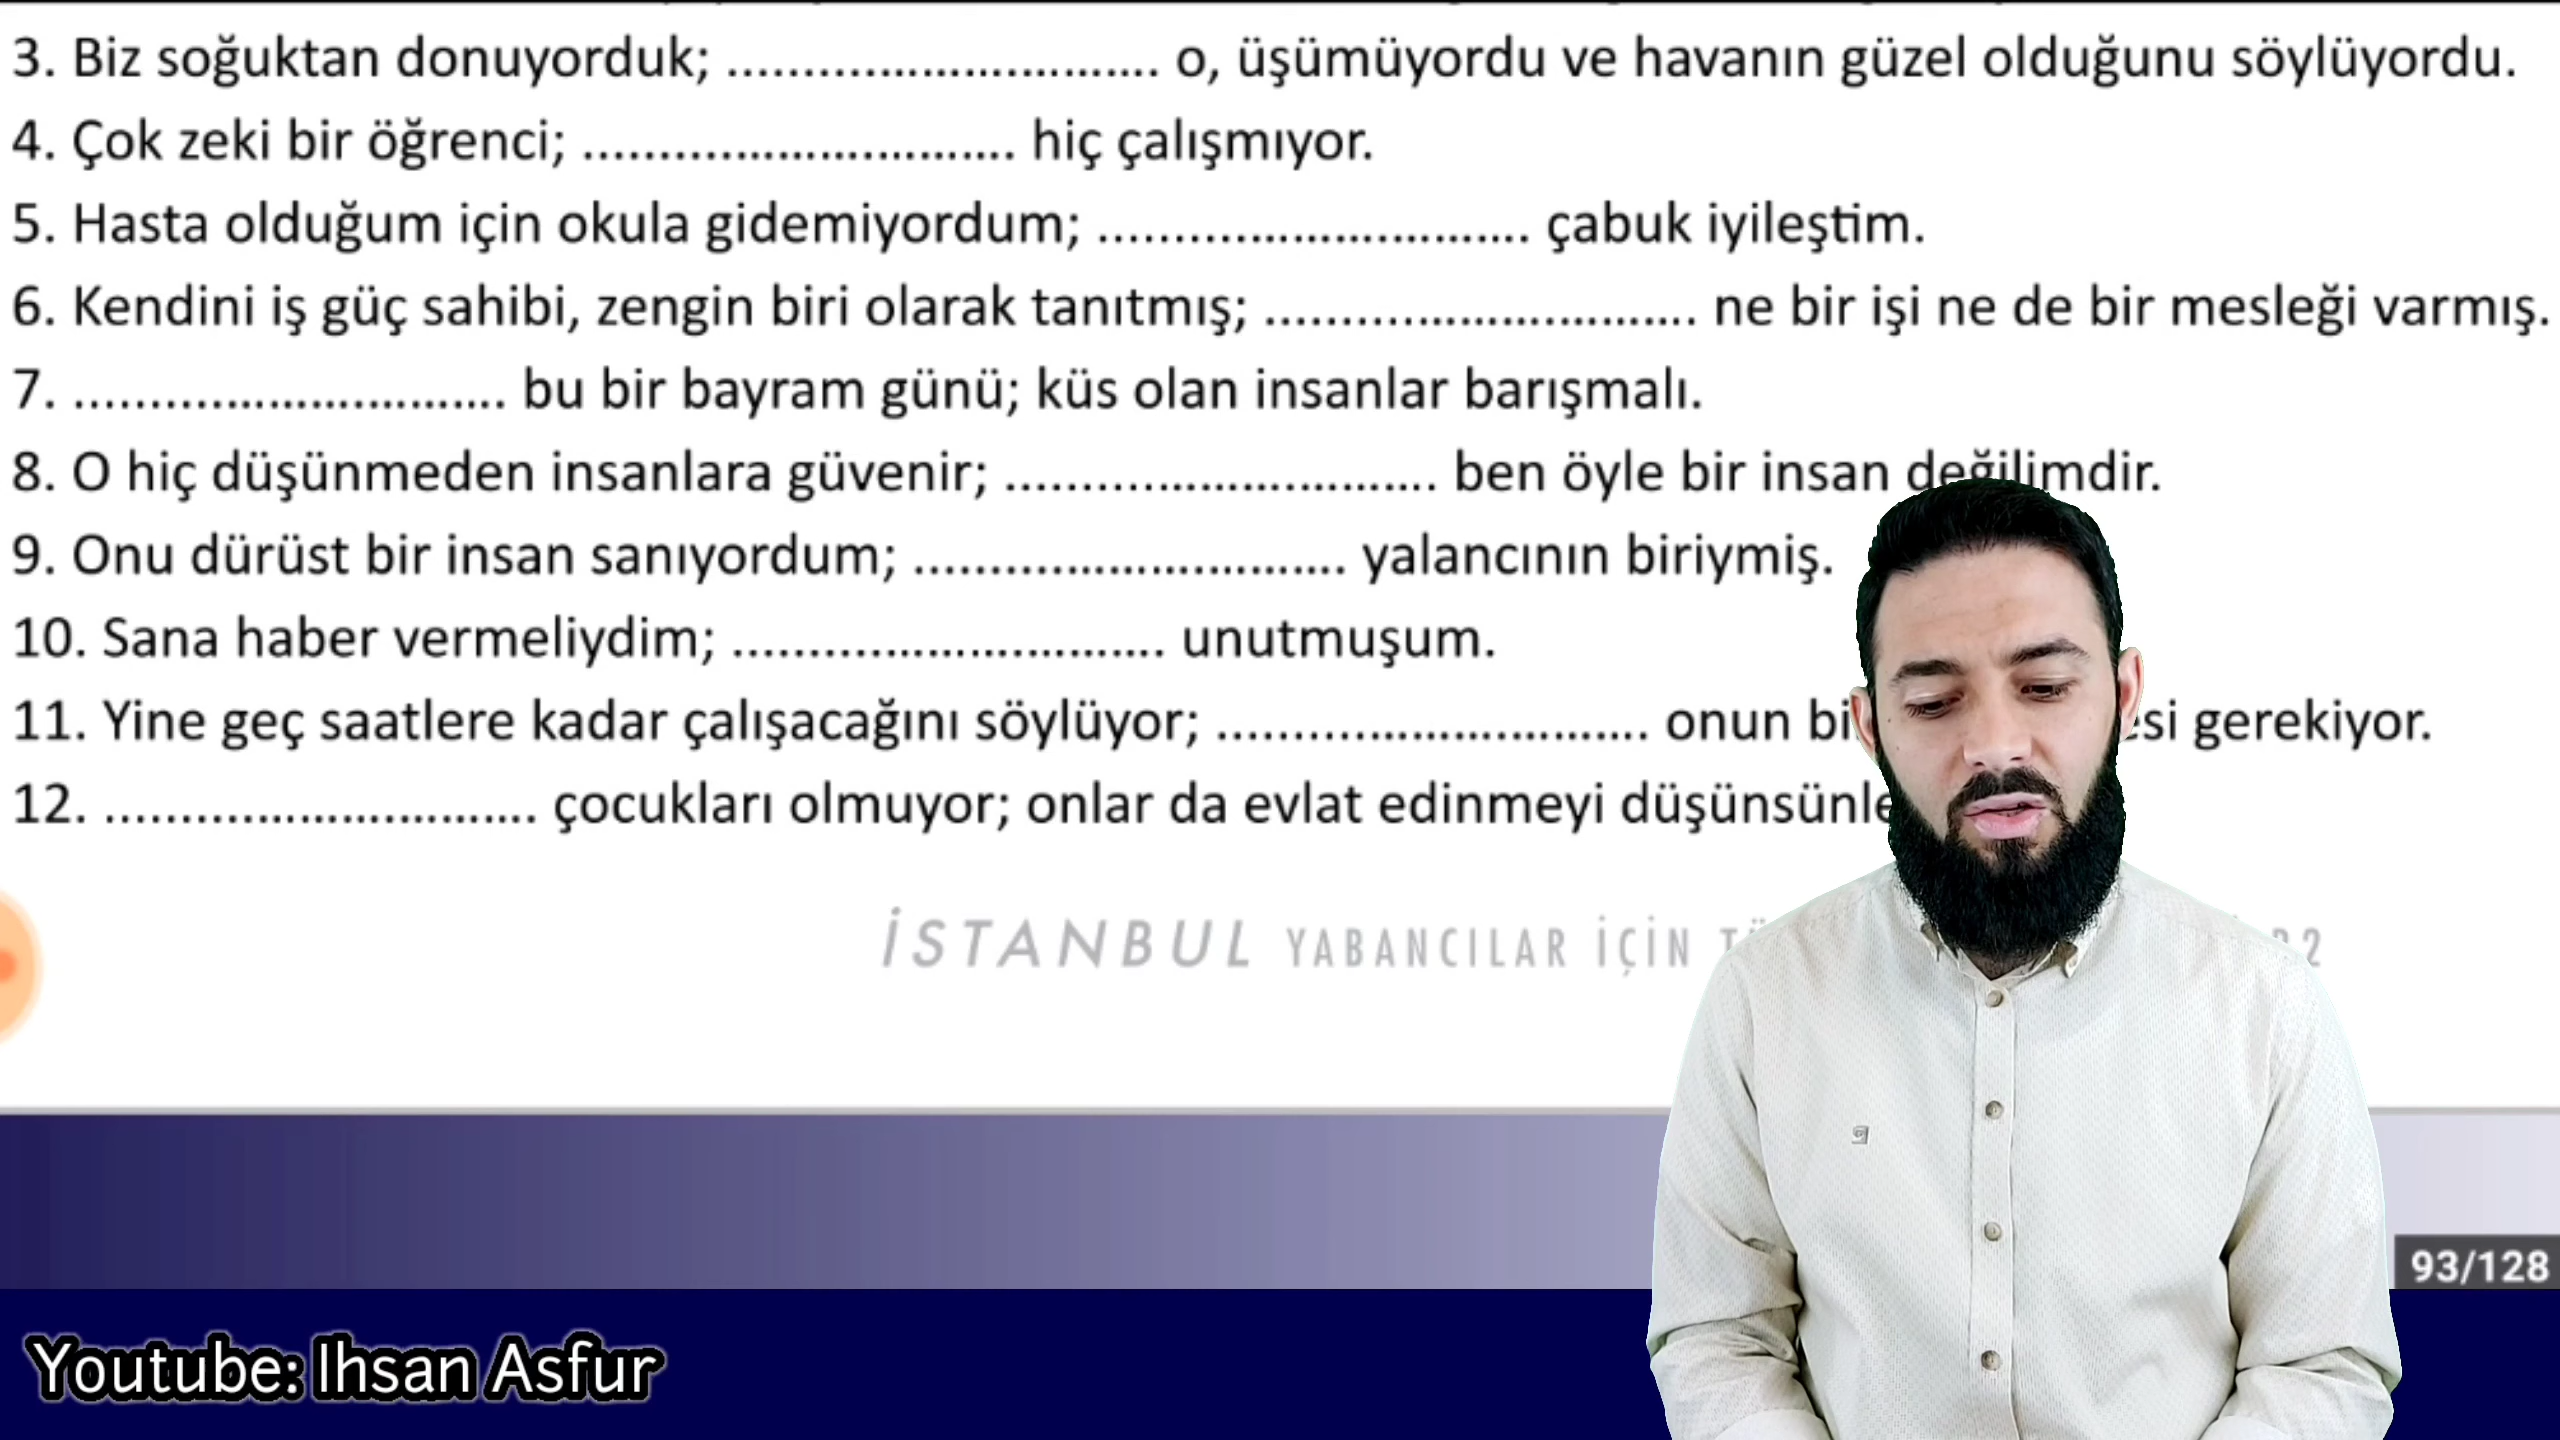 3. Biz soğuktan donuyorduk; .............................. o, üşümüyordu ve havanın güzel olduğunu söylüyordu.
4. Çok zeki bir öğrenci; .............................. hiç çalışmıyor.
5. Hasta olduğum için okula gidemiyordum; .............................. çabuk iyileştim.
6. Kendini iş güç sahibi, zengin biri olarak tanıtmış; .............................. ne bir işi ne de bir mesleği varmış.
7. .............................. bu bir bayram günü; küs olan insanlar barışmalı.
8. O hiç düşünmeden insanlara güvenir; .............................. ben öyle bir insan değilimdir.
9. Onu dürüst bir insan sanıyordum; .............................. yalancının biriymiş.
10. Sana haber vermeliydim; .............................. unutmuşum.
11. Yine geç saatlere kadar çalışacağını söylüyor; .............................. onun gerekiyor.
12. .............................. çocukları olmuyor; onlar da evlat edinmeyi
İSTANBUL YABANCILAR İÇİN
93/128
Youtube: Ihsan Asfur